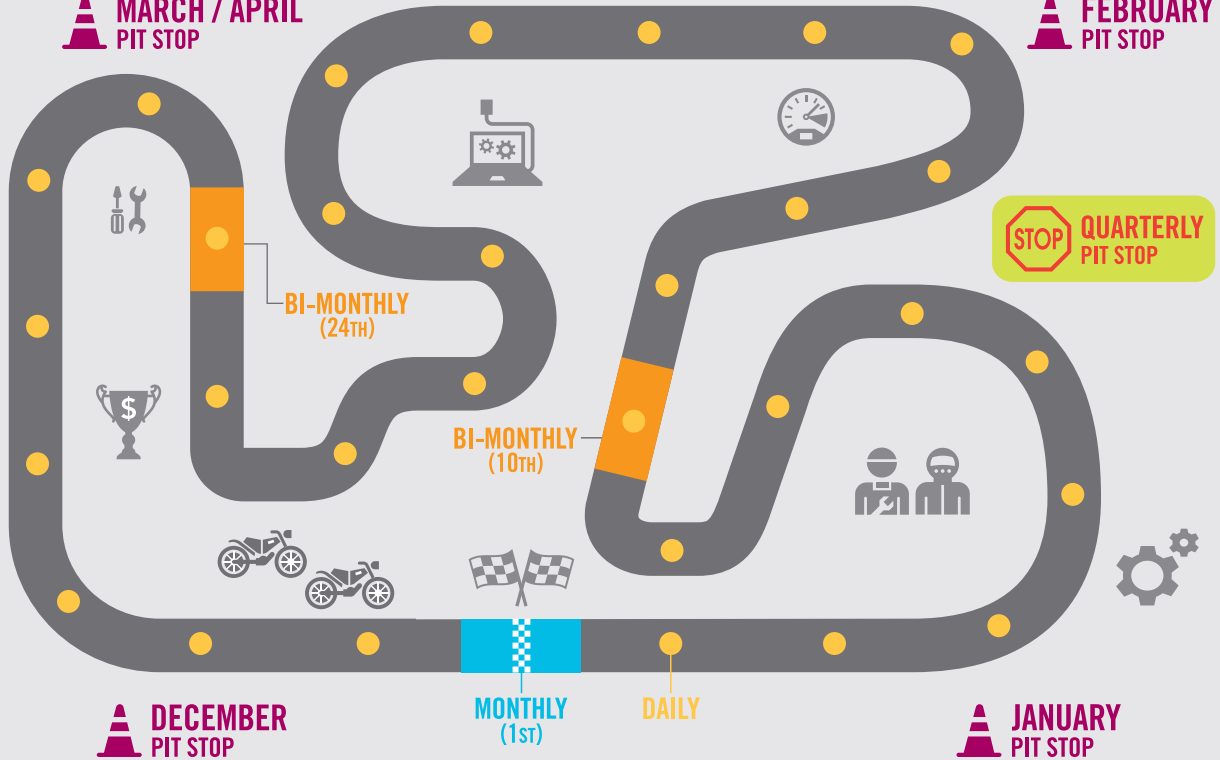 MARCH / APRIL
PIT STOP
FEBRUARY
PIT STOP
STOP
QUARTERLY
PIT STOP
BI-MONTHLY
(24TH)
$
BI-MONTHLY
(10TH)
MONTHLY
(1ST)
DAILY
DECEMBER
PIT STOP
JANUARY
PIT STOP